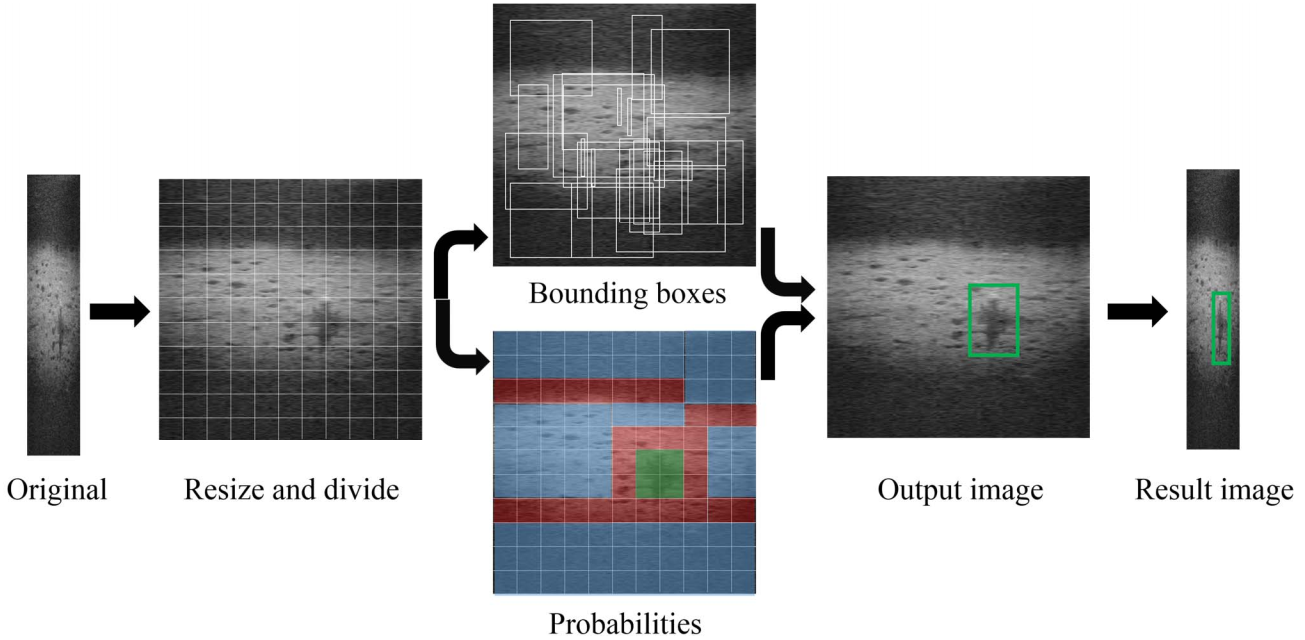 Original
Resize and divide
Bounding boxes
Probabilities
Output image
Result image